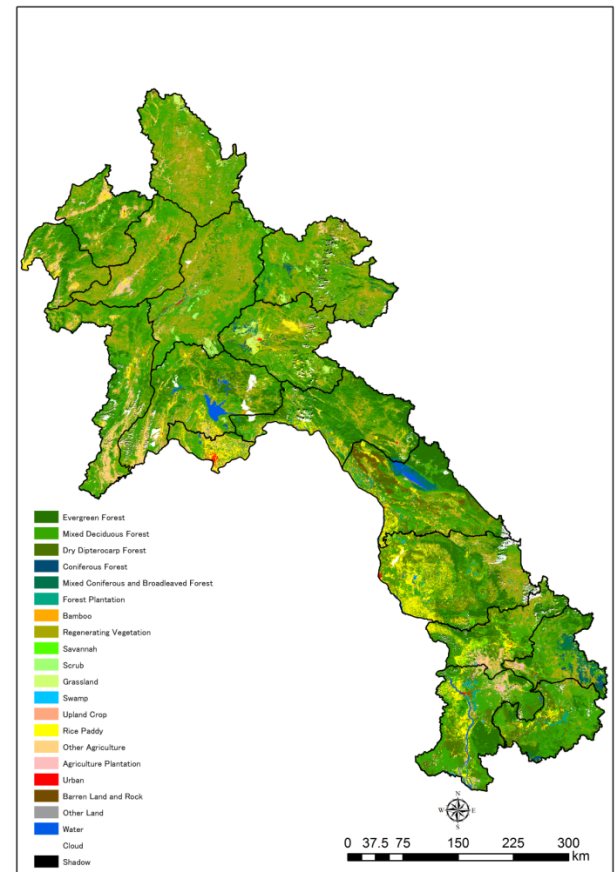 Evergreen Forest
Mixed Deciduous Forest
Dry Dipterocarp Forest
Coniferous Forest
Mixed Coniferous and Broadleaved Forest
Forest Plantation
Bamboo
Regenerating Vegetation
Savannah
Scrub
Grassland
Swamp
Upland Crop
Rice Paddy
Other Agriculture
Agriculture Plantation
Urban
Barren Land and Rock
Other Land
Water
Cloud
Shadow
N
W E
S
0 37.5 75 150 225 300
km